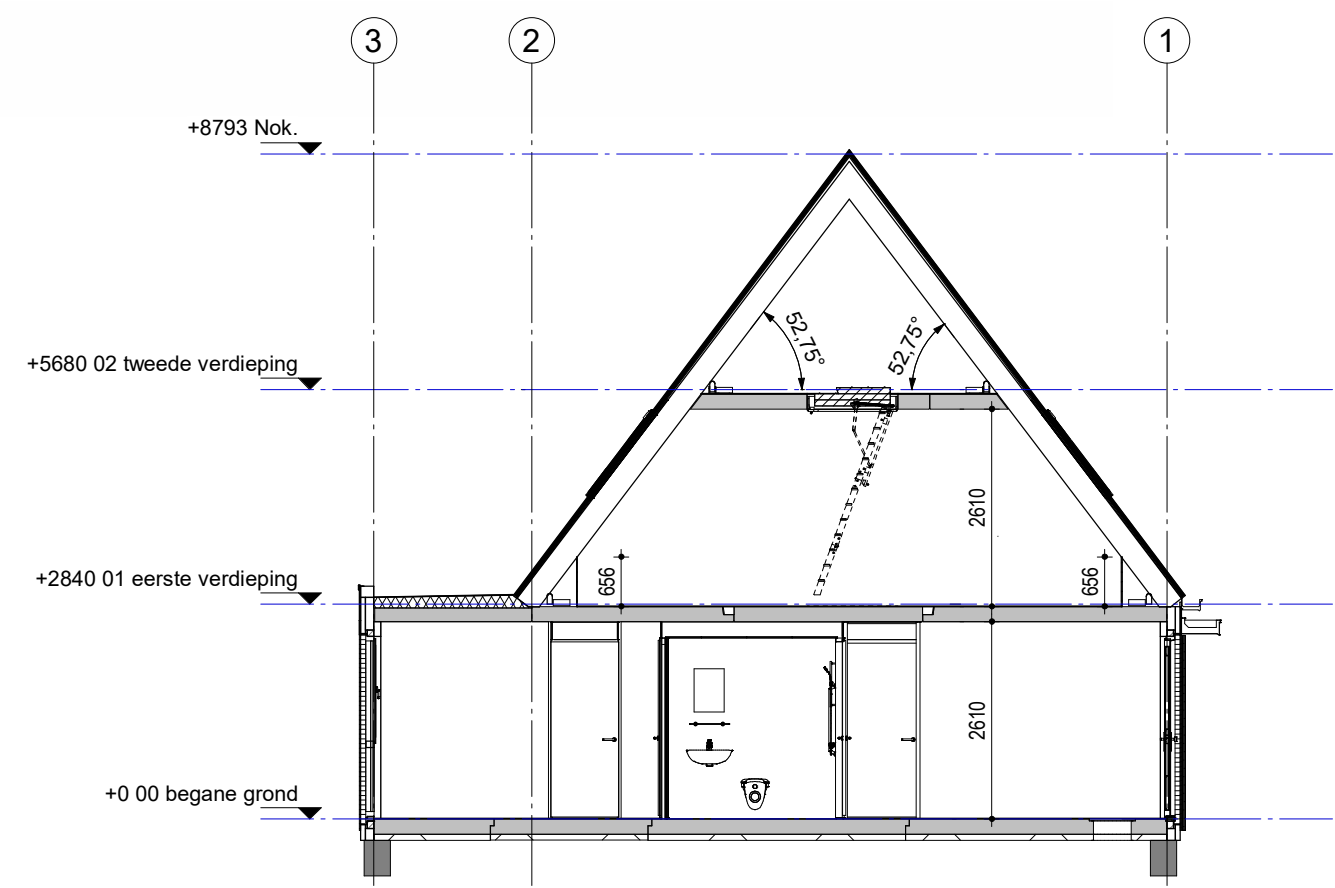 3
2
1
+8793 Nok.
52,75°
52,75°
+5680 02 tweede verdieping
2610
656
656
+2840 01 eerste verdieping
2610
+0 00 begane grond